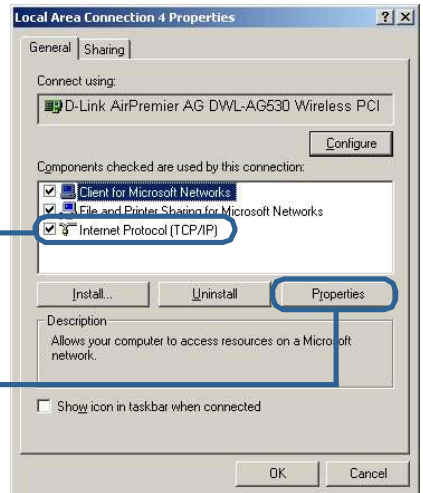 Local Area Connection 4 Properties
General Sharing
Connect using:
D-Link AirPremier AG DWL-AG530 Wireless PCI
Configure
Components checked are used by this connection:
Client for Microsoft Networks
File and Printer Sharing for Microsoft Networks
Internet Protocol (TCP/IP)
Install... Uninstall Properties
Description
Allows your computer to access resources on a Microsoft
network.
Show icon in taskbar when connected
OK Cancel